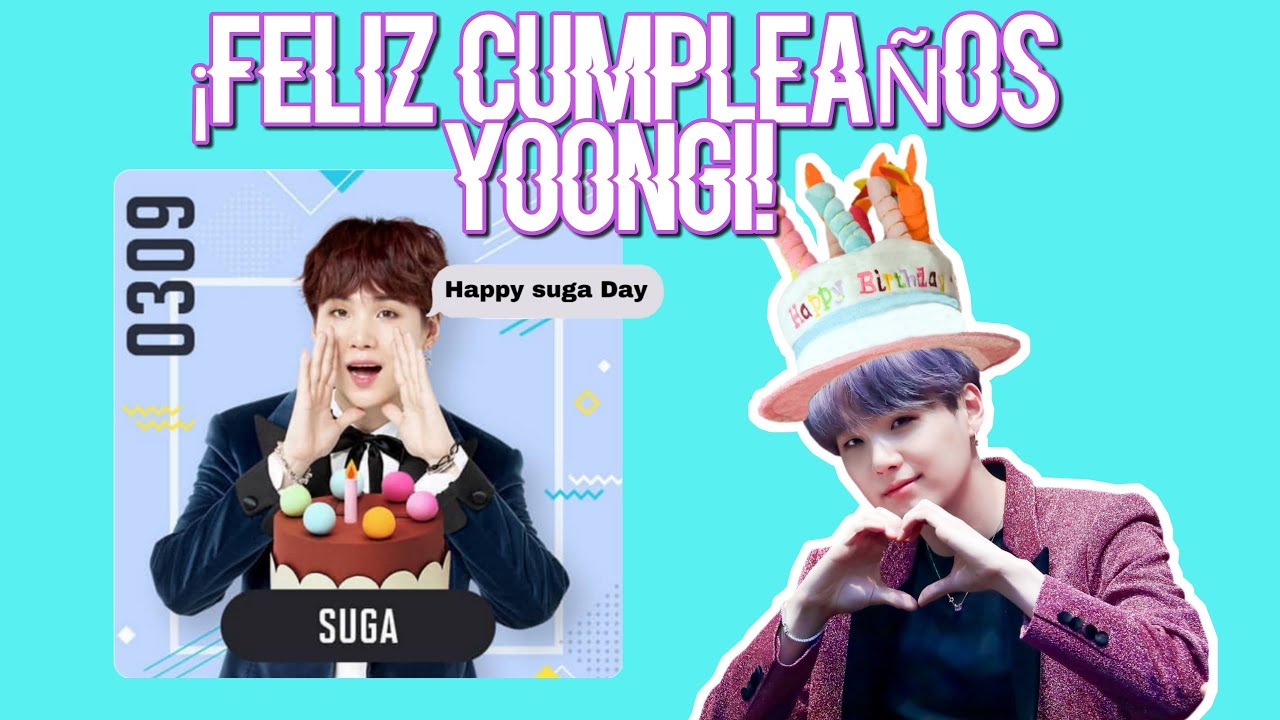 ¡FELIZ CUMPLEAÑOS
YOONGI!
0309
Happy suga Day
Happy Birthday
SUGA